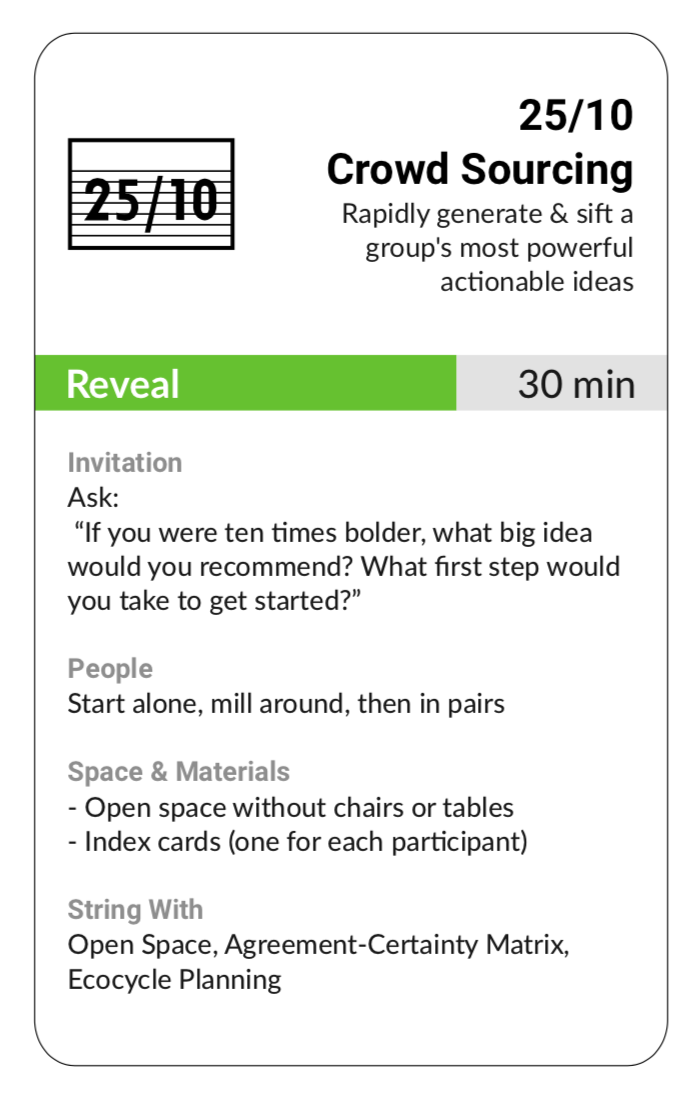 25/10
25/10
Crowd Sourcing
Rapidly generate & sift a
group's most powerful
actionable ideas
Reveal
30 min
Invitation
Ask:
“If you were ten times bolder, what big idea
would you recommend? What first step would
you take to get started?”
People
Start alone, mill around, then in pairs
Space & Materials
- Open space without chairs or tables
- Index cards (one for each participant)
String With
Open Space, Agreement-Certainty Matrix,
Ecocycle Planning